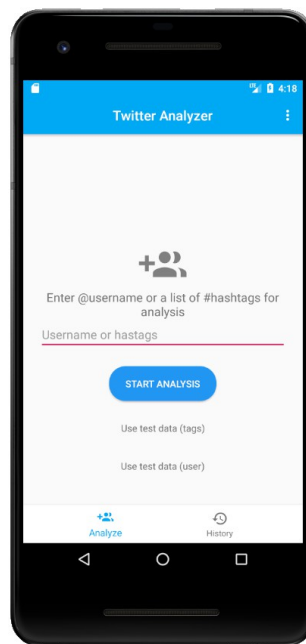 4:18
Twitter Analyzer
Enter @username or a list of #hashtags for
analysis
Username or hastags
START ANALYSIS
Use test data (tags)
Use test data (user)
Analyze
History